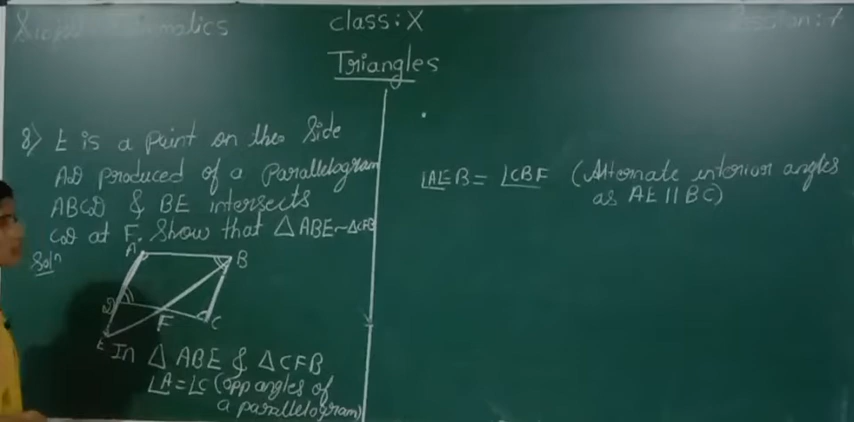 class: X
Triangles
8) E is a point on the side
AD produced of a parallelogram
ABCD & BE intersects
CD at F. Show that △ABE ~ △CFB
Solⁿ
A B
D F C
E
In △ ABE & △ CFB
∠A = ∠C (opp angles of
a parallelogram)
∠AEB = ∠CBF (Alternate interior angles
as AE || BC)